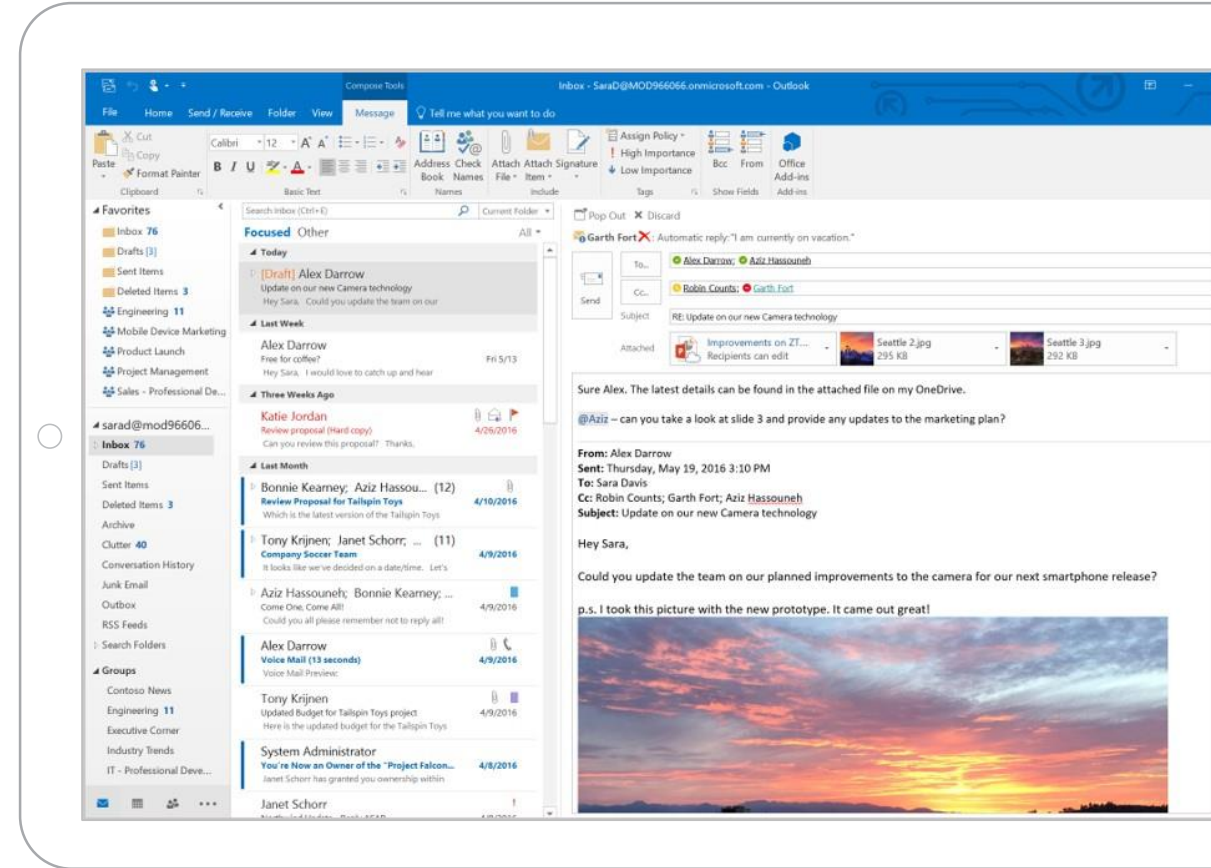 Compose Tools
Inbox - SaraD@MOD966066.onmicrosoft.com - Outlook
File Home Send / Receive Folder View Message Tell me what you want to do
Paste
Cut
Copy
Format Painter
Clipboard
Calibri 12
B I U
Basic Text
Address Book
Check Names
Names
Attach File
Attach Item
Signature
Include
Assign Policy
High Importance
Low Importance
Tags
Bcc From
Show Fields
Office Add-ins
Add-ins
Favorites
Inbox 76
Drafts [3]
Sent Items
Deleted Items 3
Engineering 11
Mobile Device Marketing
Product Launch
Project Management
Sales - Professional De...
sarad@mod96606...
Inbox 76
Drafts [3]
Sent Items
Deleted Items 3
Archive
Clutter 40
Conversation History
Junk Email
Outbox
RSS Feeds
Search Folders
Groups
Contoso News
Engineering 11
Executive Corner
Industry Trends
IT - Professional Deve...
Search Inbox (Ctrl+E) Current Folder
Focused Other All
Today
[Draft] Alex Darrow
Update on our new Camera technology
Hey Sara, Could you update the team on our
Last Week
Alex Darrow
Free for coffee? Fri 5/13
Hey Sara, I would love to catch up and hear
Three Weeks Ago
Katie Jordan
Review proposal (Hard copy) 4/26/2016
Can you review this proposal? Thanks,
Last Month
Bonnie Kearney; Aziz Hassou... (12)
Review Proposal for Tailspin Toys 4/10/2016
Which is the latest version of the Tailspin Toys
Tony Krijnen; Janet Schorr; ... (11)
Company Soccer Team 4/9/2016
It looks like we've decided on a date/time. Let's
Aziz Hassouneh; Bonnie Kearney; ...
Come One, Come All! 4/9/2016
Could you all please remember not to reply all!
Alex Darrow
Voice Mail (13 seconds) 4/9/2016
Voice Mail Preview:
Tony Krijnen
Updated Budget for Tailspin Toys project 4/9/2016
Here is the updated budget for the Tailspin Toys
System Administrator
You're Now an Owner of the "Project Falcon... 4/8/2016
Janet Schorr has granted you ownership within
Janet Schorr
Pop Out Discard
Garth Fort : Automatic reply:"I am currently on vacation."
Send
To... Alex Darrow; Aziz Hassouneh
Cc... Robin Counts; Garth Fort
Subject RE: Update on our new Camera technology
Attached
Improvements on ZT...
Recipients can edit
Seattle 2.jpg
295 KB
Seattle 3.jpg
292 KB
Sure Alex. The latest details can be found in the attached file on my OneDrive.
@Aziz – can you take a look at slide 3 and provide any updates to the marketing plan?
From: Alex Darrow
Sent: Thursday, May 19, 2016 3:10 PM
To: Sara Davis
Cc: Robin Counts; Garth Fort; Aziz Hassouneh
Subject: Update on our new Camera technology
Hey Sara,
Could you update the team on our planned improvements to the camera for our next smartphone release?
p.s. I took this picture with the new prototype. It came out great!